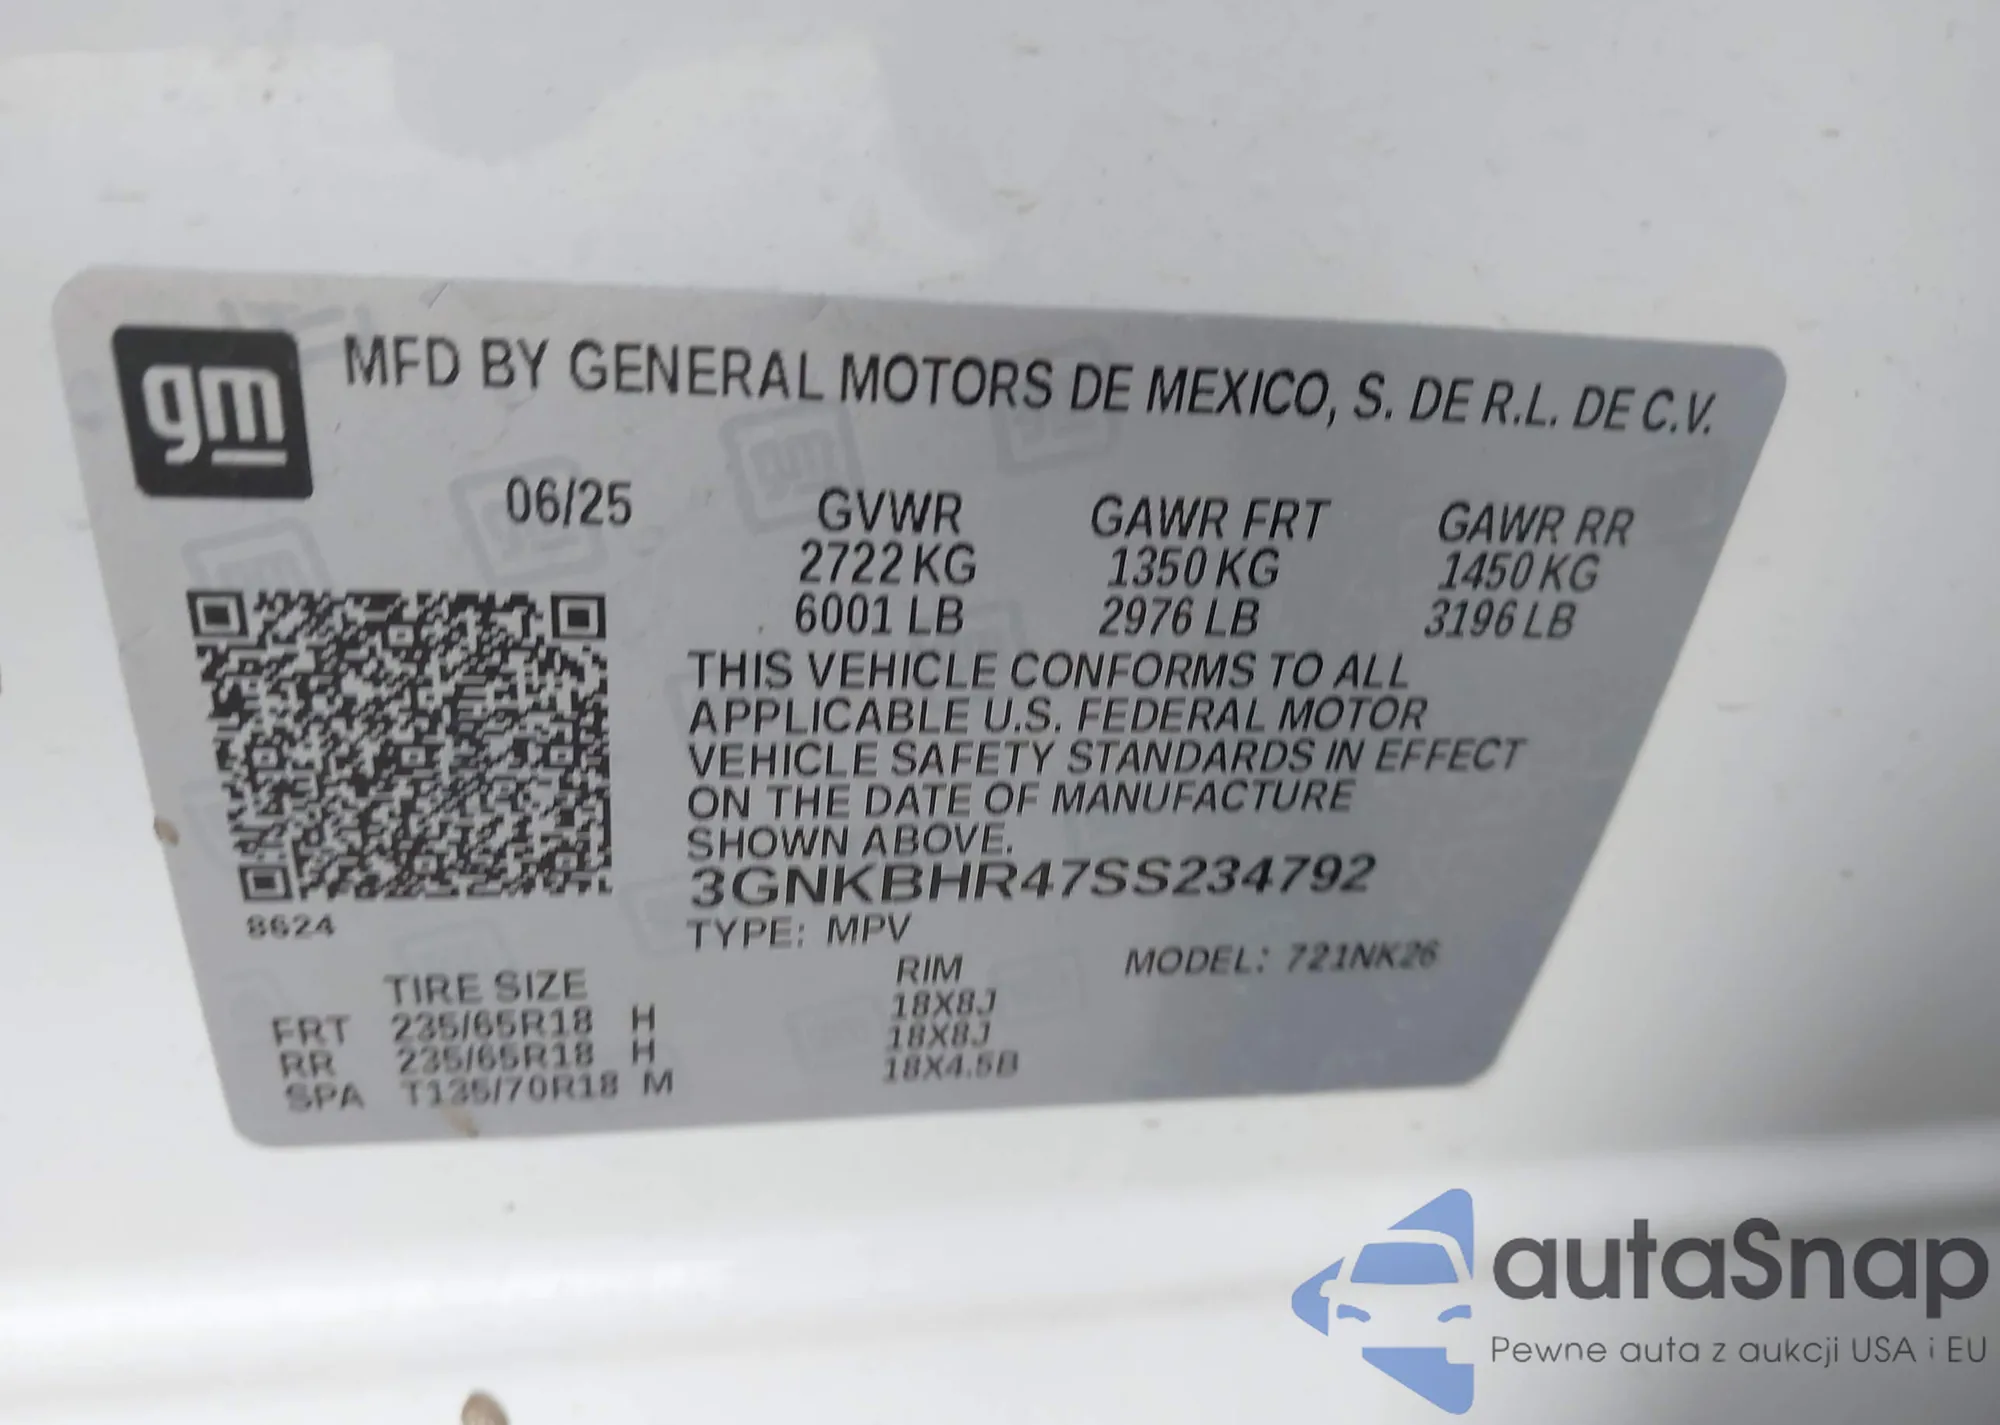 gm
MFD BY GENERAL MOTORS DE MEXICO, S. DE R.L. DE C.V.
06/25 GVWR GAWR FRT GAWR RR
2722 KG 1350 KG 1450 KG
6001 LB 2976 LB 3196 LB
THIS VEHICLE CONFORMS TO ALL
APPLICABLE U.S. FEDERAL MOTOR
VEHICLE SAFETY STANDARDS IN EFFECT
ON THE DATE OF MANUFACTURE
SHOWN ABOVE.
3GNKBHR47SS234792
8624
TYPE: MPV
MODEL: 721NK26
TIRE SIZE RIM
FRT 235/65R18 H 18X8J
RR 235/65R18 H 18X8J
SPA T135/70R18 M 18X4.5B
autaSnap
Pewne auta z aukcji USA i EU